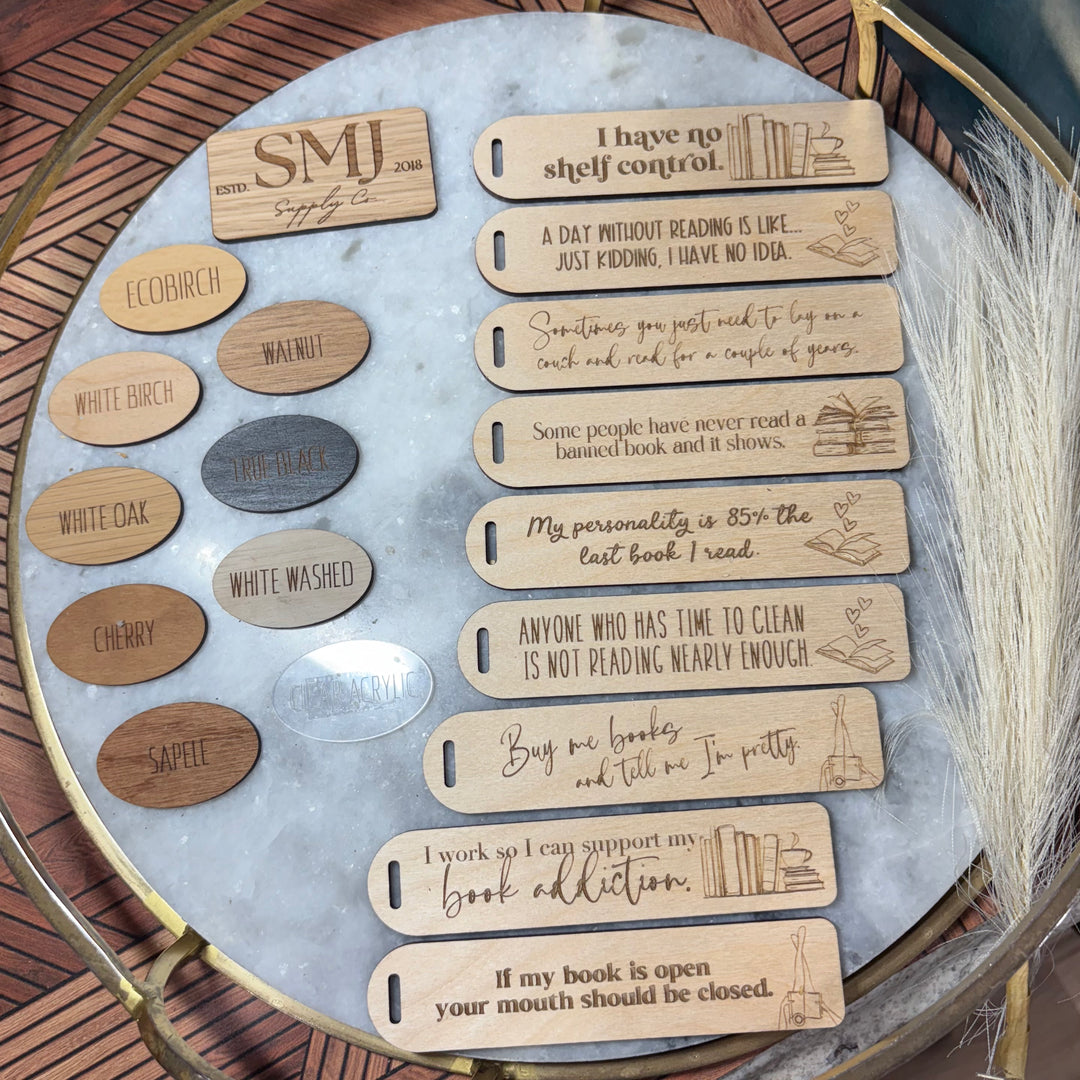 SMJ
ESTD. 2018
Supply Co.
ECOBIRCH
WALNUT
WHITE BIRCH
TRUE BLACK
WHITE OAK
WHITE WASHED
CHERRY
CLEAR ACRYLIC
SAPELE
I have no
shelf control.
A DAY WITHOUT READING IS LIKE...
JUST KIDDING, I HAVE NO IDEA.
Sometimes you just need to lay on a
couch and read for a couple of years.
Some people have never read a
banned book and it shows.
My personality is 85% the
last book I read.
ANYONE WHO HAS TIME TO CLEAN
IS NOT READING NEARLY ENOUGH.
Buy me books
and tell me I'm pretty.
I work so I can support my
book addiction.
If my book is open
your mouth should be closed.